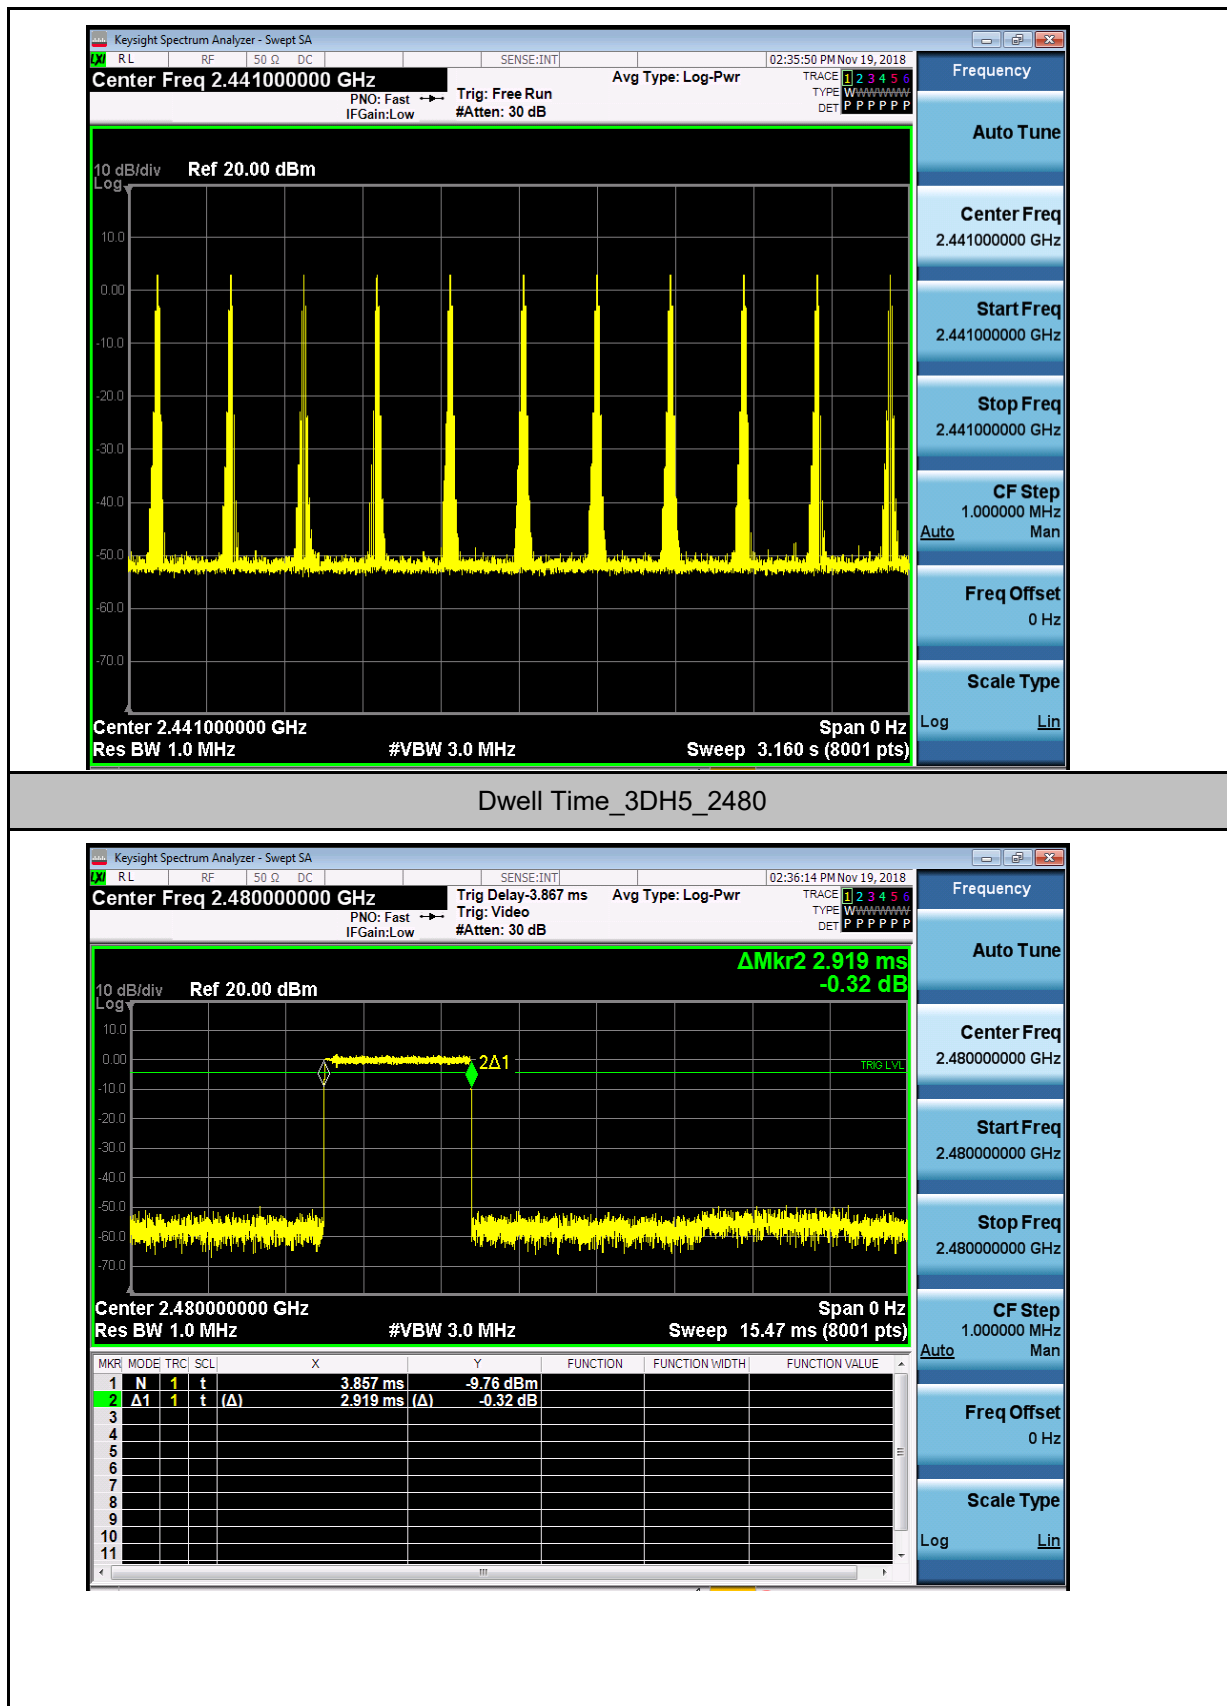 Keysight Spectrum Analyzer - Swept SA
LXI RL RF 50 Ω DC SENSE:INT 02:35:50 PM Nov 19, 2018
Center Freq 2.441000000 GHz
PNO: Fast
IFGain:Low
Trig: Free Run
#Atten: 30 dB
Avg Type: Log-Pwr
TRACE 1 2 3 4 5 6
TYPE WWWWWW
DET P P P P P P
10 dB/div
Log
Ref 20.00 dBm
10.0
0.00
-10.0
-20.0
-30.0
-40.0
-50.0
-60.0
-70.0
Center 2.441000000 GHz
Span 0 Hz
Res BW 1.0 MHz
#VBW 3.0 MHz
Sweep 3.160 s (8001 pts)
Frequency
Auto Tune
Center Freq
2.441000000 GHz
Start Freq
2.441000000 GHz
Stop Freq
2.441000000 GHz
CF Step
1.000000 MHz
Auto Man
Freq Offset
0 Hz
Scale Type
Log Lin
Dwell Time_3DH5_2480
Keysight Spectrum Analyzer - Swept SA
LXI RL RF 50 Ω DC SENSE:INT 02:36:14 PM Nov 19, 2018
Center Freq 2.480000000 GHz
PNO: Fast
IFGain:Low
Trig Delay-3.867 ms
Trig: Video
#Atten: 30 dB
Avg Type: Log-Pwr
TRACE 1 2 3 4 5 6
TYPE WWWWWW
DET P P P P P P
ΔMkr2 2.919 ms
-0.32 dB
10 dB/div
Log
Ref 20.00 dBm
10.0
0.00
-10.0
-20.0
-30.0
-40.0
-50.0
-60.0
-70.0
2Δ1
TRIG LVL
Center 2.480000000 GHz
Span 0 Hz
Res BW 1.0 MHz
#VBW 3.0 MHz
Sweep 15.47 ms (8001 pts)
MKR MODE TRC SCL X Y FUNCTION FUNCTION WIDTH FUNCTION VALUE
1 N 1 t 3.857 ms -9.76 dBm
2 Δ1 1 t (Δ) 2.919 ms (Δ) -0.32 dB
3
4
5
6
7
8
9
10
11
Frequency
Auto Tune
Center Freq
2.480000000 GHz
Start Freq
2.480000000 GHz
Stop Freq
2.480000000 GHz
CF Step
1.000000 MHz
Auto Man
Freq Offset
0 Hz
Scale Type
Log Lin